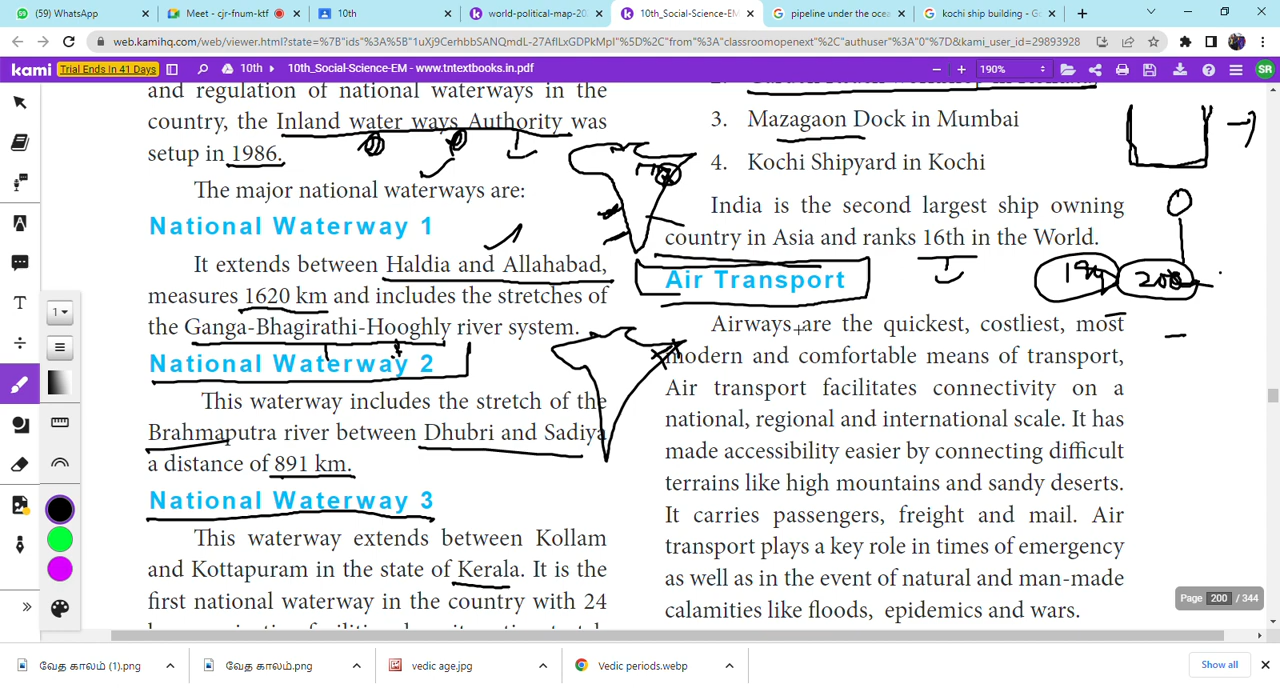 (59) WhatsApp
Meet - cjr-fnum-ktf
10th
world-political-map-20
10th_Social-Science-EM
pipeline under the ocea
kochi ship building - Go
web.kamihq.com/web/viewer.html?state=%7B"ids"%3A%5B"1uXj9CerhbbSANQmdL-27AflLxGDPkMpl"%5D%2C"from"%3A"classroomopenext"%2C"authuser"%3A"0"%7D&kami_user_id=29893928
kami
Trial Ends In 41 Days
10th
10th_Social-Science-EM - www.tntextbooks.in.pdf
190%
SR
and regulation of national waterways in the
country, the Inland water ways Authority was
setup in 1986.
The major national waterways are:
National Waterway 1
It extends between Haldia and Allahabad,
measures 1620 km and includes the stretches of
the Ganga-Bhagirathi-Hooghly river system.
National Waterway 2
This waterway includes the stretch of the
Brahmaputra river between Dhubri and Sadiya
a distance of 891 km.
National Waterway 3
This waterway extends between Kollam
and Kottapuram in the state of Kerala. It is the
first national waterway in the country with 24
3. Mazagaon Dock in Mumbai
4. Kochi Shipyard in Kochi
India is the second largest ship owning
country in Asia and ranks 16th in the World.
Air Transport
Airways are the quickest, costliest, most
modern and comfortable means of transport,
Air transport facilitates connectivity on a
national, regional and international scale. It has
made accessibility easier by connecting difficult
terrains like high mountains and sandy deserts.
It carries passengers, freight and mail. Air
transport plays a key role in times of emergency
as well as in the event of natural and man-made
calamities like floods, epidemics and wars.
1
Page 200 / 344
வேத காலம் (1).png
வேத காலம்.png
vedic age.jpg
Vedic periods.webp
Show all